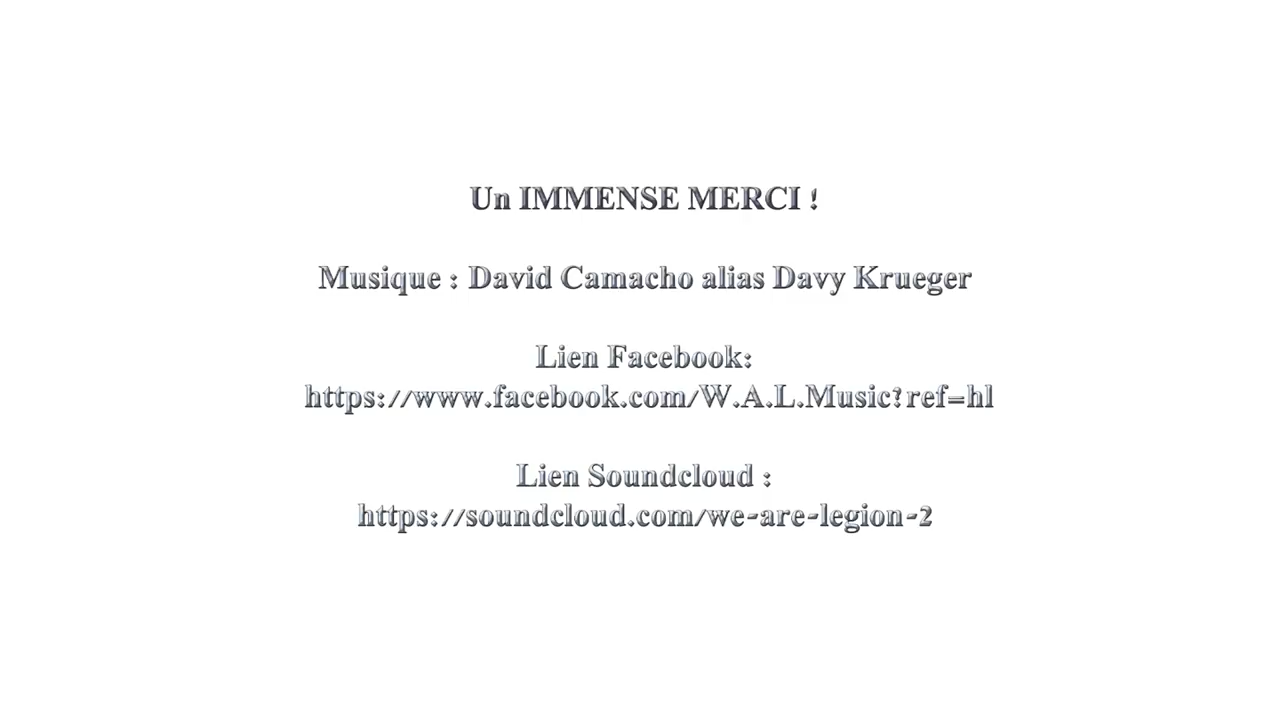 Un IMMENSE MERCI !
Musique : David Camacho alias Davy Krueger
Lien Facebook:
https://www.facebook.com/W.A.L.Music?ref=hl
Lien Soundcloud :
https://soundcloud.com/we-are-legion-2